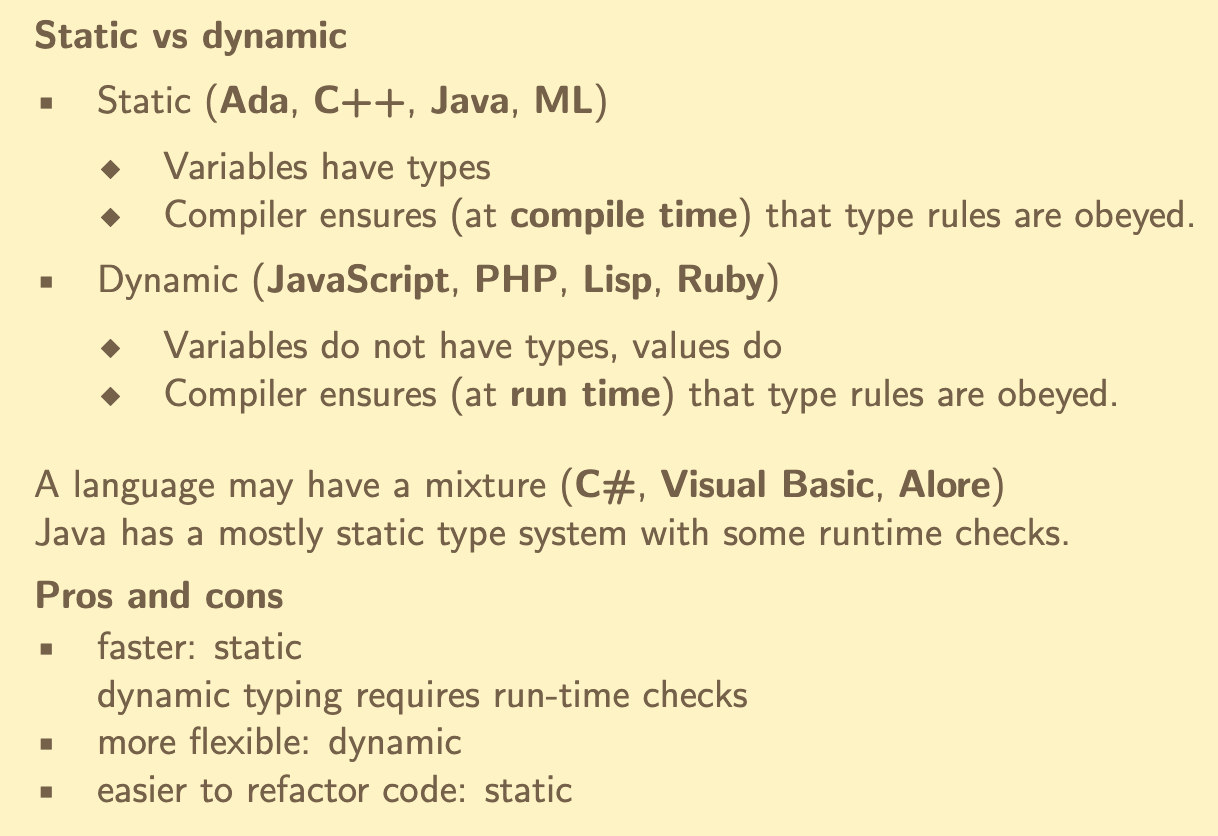 Static vs dynamic
▪ Static (Ada, C++, Java, ML)
◆ Variables have types
◆ Compiler ensures (at compile time) that type rules are obeyed.
▪ Dynamic (JavaScript, PHP, Lisp, Ruby)
◆ Variables do not have types, values do
◆ Compiler ensures (at run time) that type rules are obeyed.
A language may have a mixture (C#, Visual Basic, Alore)
Java has a mostly static type system with some runtime checks.
Pros and cons
▪ faster: static
dynamic typing requires run-time checks
▪ more flexible: dynamic
▪ easier to refactor code: static